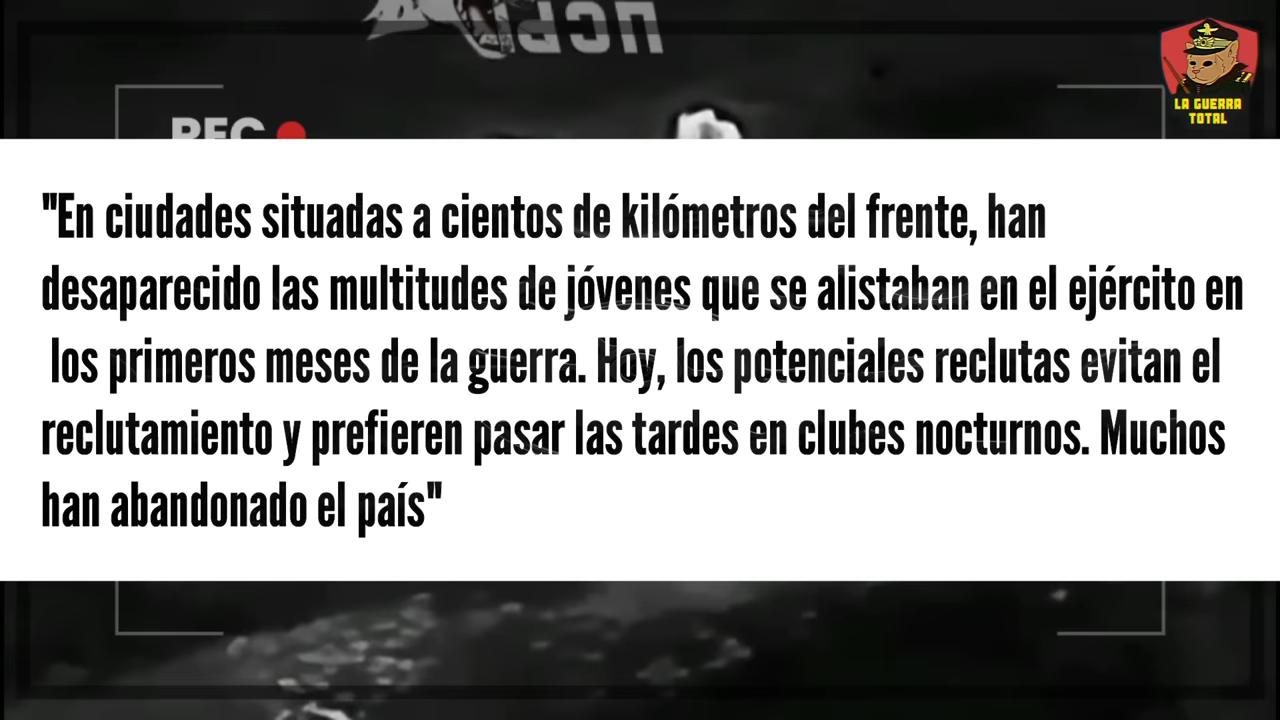 LA GUERRA
TOTAL
REC
"En ciudades situadas a cientos de kilómetros del frente, han
desaparecido las multitudes de jóvenes que se alistaban en el ejército en
los primeros meses de la guerra. Hoy, los potenciales reclutas evitan el
reclutamiento y prefieren pasar las tardes en clubes nocturnos. Muchos
han abandonado el país"